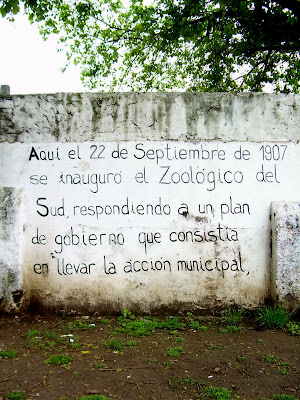 Aquí el 22 de Septiembre de 1907
se inauguró el Zoológico del
Sud, respondiendo a un plan
de gobierno que consistia
en llevar la acción municipal,